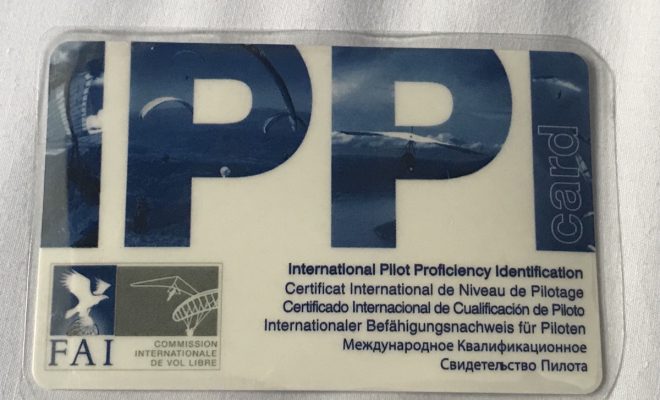 IPPI
card
International Pilot Proficiency Identification
Certificat International de Niveau de Pilotage
Certificado Internacional de Cualificación de Piloto
Internationaler Befähigungsnachweis für Piloten
Международное Квалификационное
Свидетельство Пилота
FAI
COMMISSION
INTERNATIONALE
DE VOL LIBRE